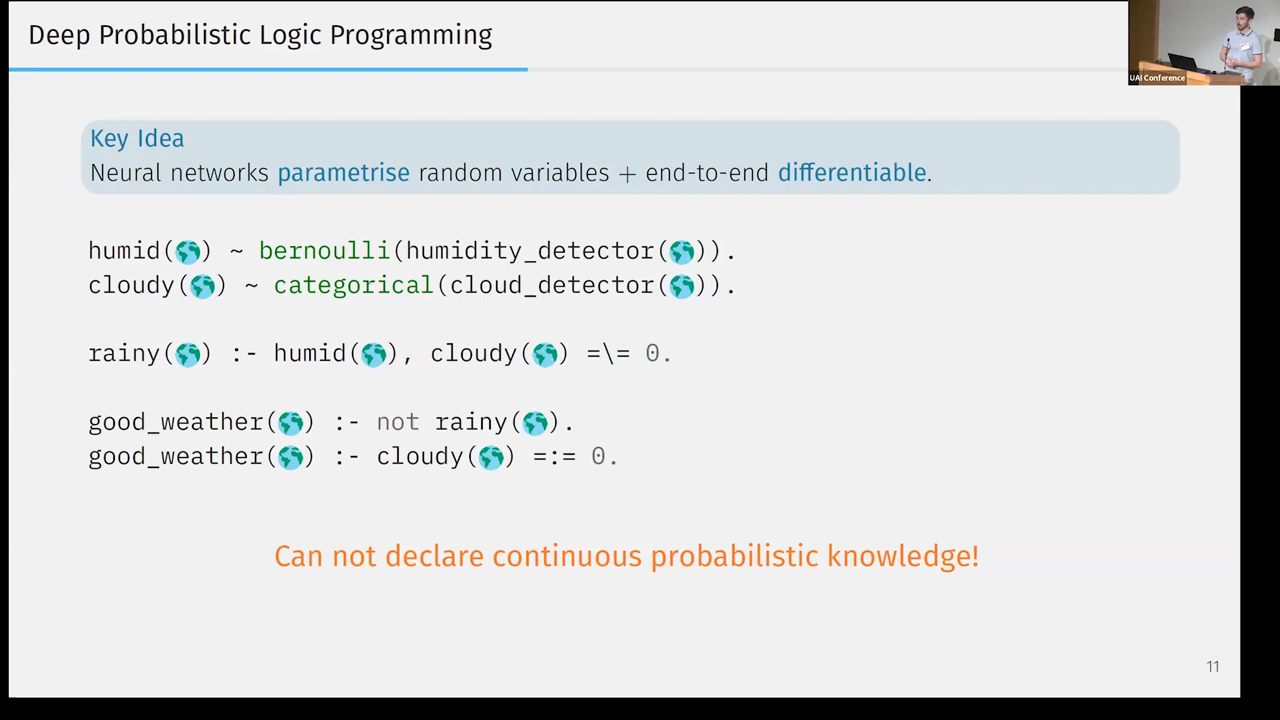 Deep Probabilistic Logic Programming
UAI Conference
Key Idea
Neural networks parametrise random variables + end-to-end differentiable.
humid(🌎) ~ bernoulli(humidity_detector(🌎)).
cloudy(🌎) ~ categorical(cloud_detector(🌎)).
rainy(🌎) :- humid(🌎), cloudy(🌎) =\= 0.
good_weather(🌎) :- not rainy(🌎).
good_weather(🌎) :- cloudy(🌎) =:= 0.
Can not declare continuous probabilistic knowledge!
11